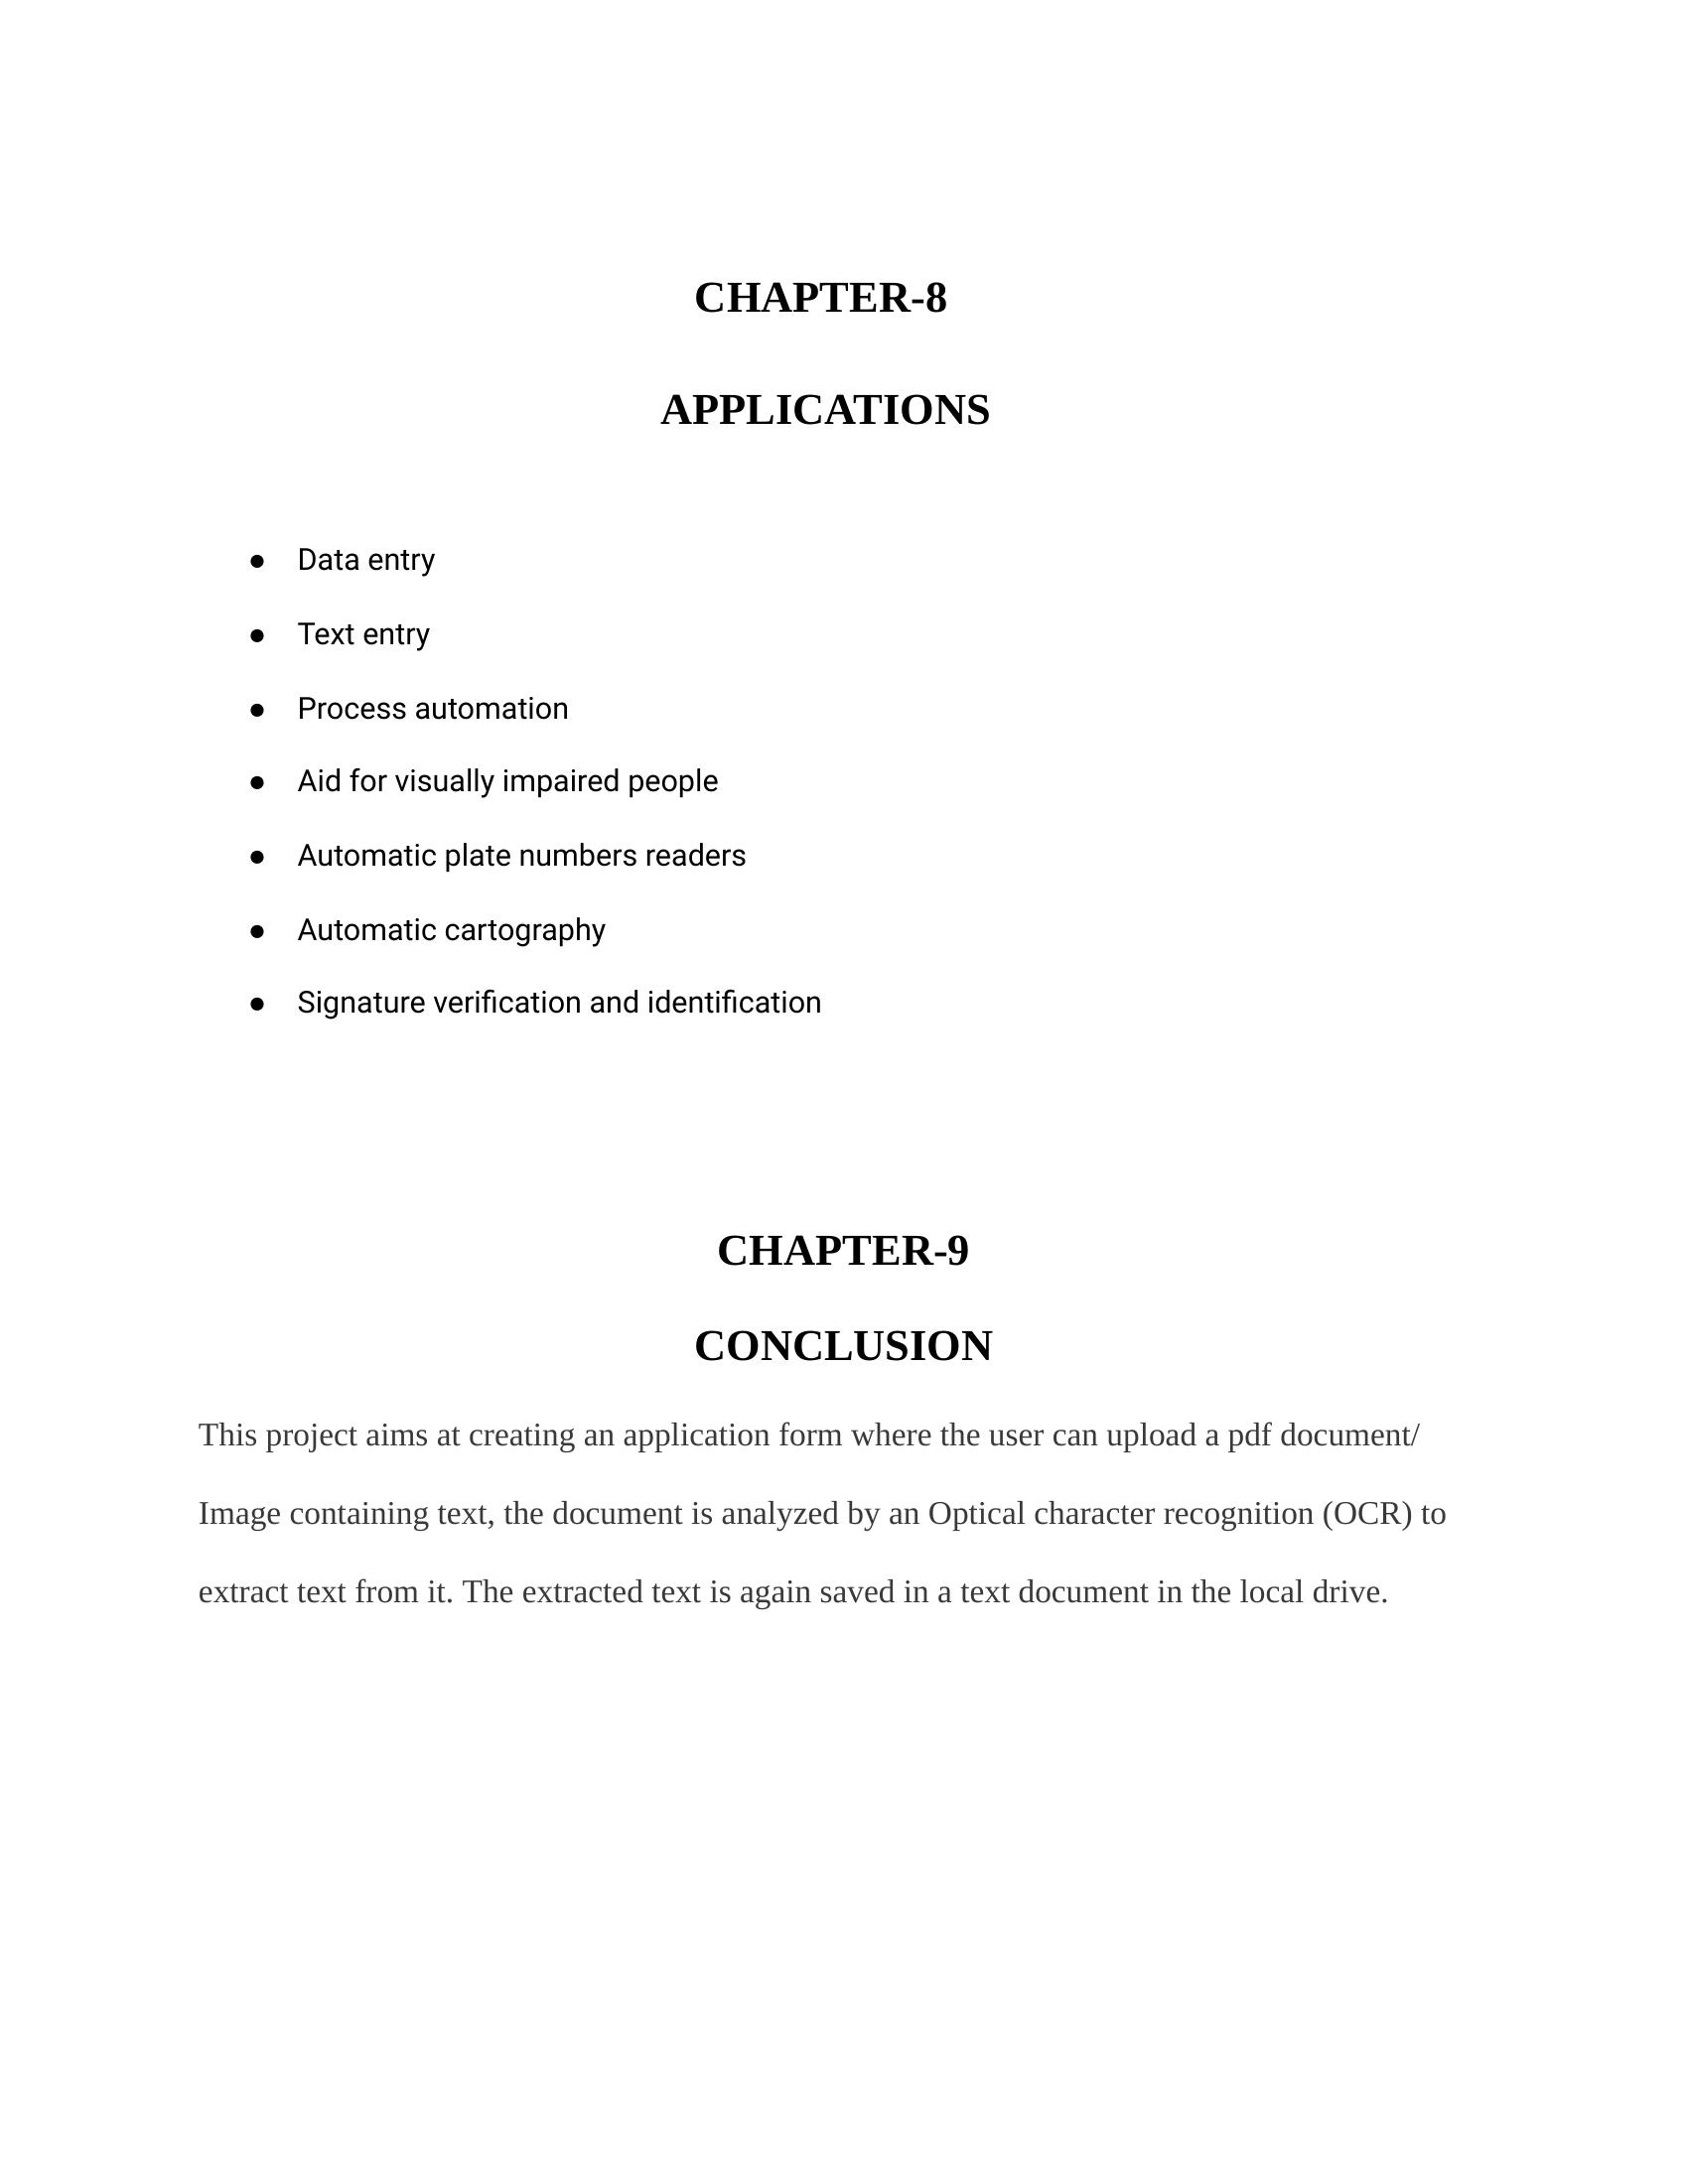 CHAPTER-8
APPLICATIONS
● Data entry
● Text entry
● Process automation
● Aid for visually impaired people
● Automatic plate numbers readers
● Automatic cartography
● Signature verification and identification
CHAPTER-9
CONCLUSION
This project aims at creating an application form where the user can upload a pdf document/
Image containing text, the document is analyzed by an Optical character recognition (OCR) to
extract text from it. The extracted text is again saved in a text document in the local drive.